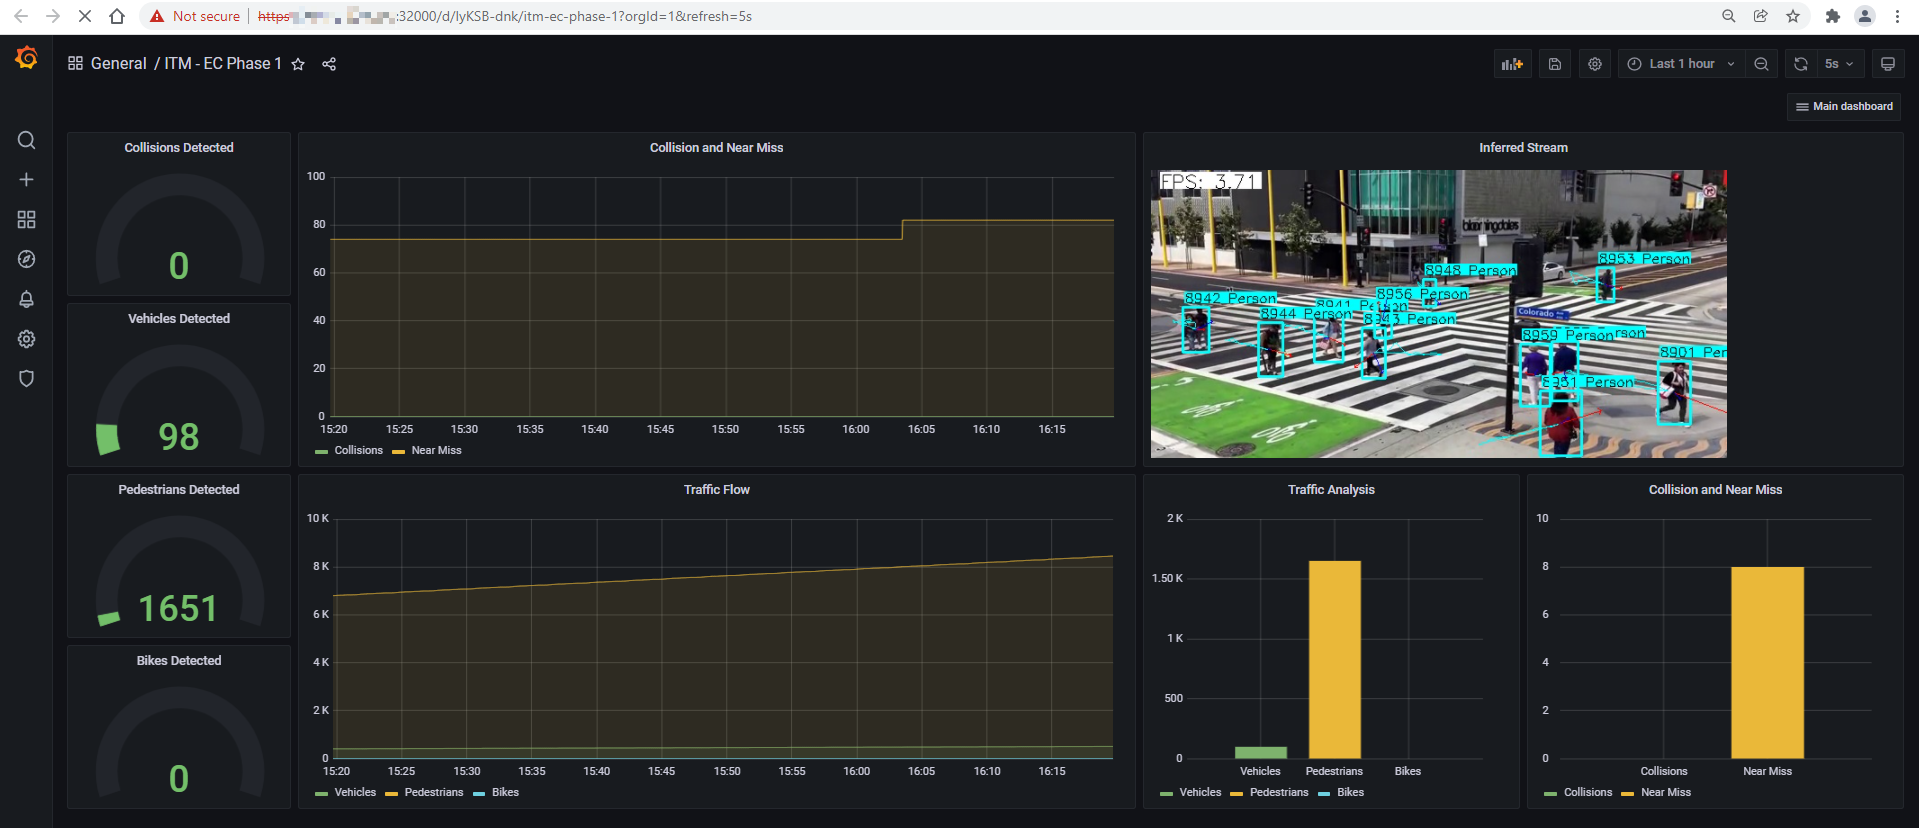 Not secure
https
:32000/d/lyKSB-dnk/itm-ec-phase-1?orgId=1&refresh=5s
General / ITM - EC Phase 1
Last 1 hour
5s
Main dashboard
Collisions Detected
0
Vehicles Detected
98
Pedestrians Detected
1651
Bikes Detected
0
Collision and Near Miss
100
80
60
40
20
0
15:20 15:25 15:30 15:35 15:40 15:45 15:50 15:55 16:00 16:05 16:10 16:15
Collisions Near Miss
Inferred Stream
FPS: 3.71
bloomingdale's
8953 Person
8948 Person
8956 Person
8942 Person
8941
8944 Person
Person
Colorado
8959 Person
8901
Person
Traffic Flow
10 K
8 K
6 K
4 K
2 K
0
15:20 15:25 15:30 15:35 15:40 15:45 15:50 15:55 16:00 16:05 16:10 16:15
Vehicles Pedestrians Bikes
Traffic Analysis
2 K
1.50 K
1 K
500
0
Vehicles Pedestrians Bikes
Vehicles Pedestrians Bikes
Collision and Near Miss
10
8
6
4
2
0
Collisions Near Miss
Collisions Near Miss